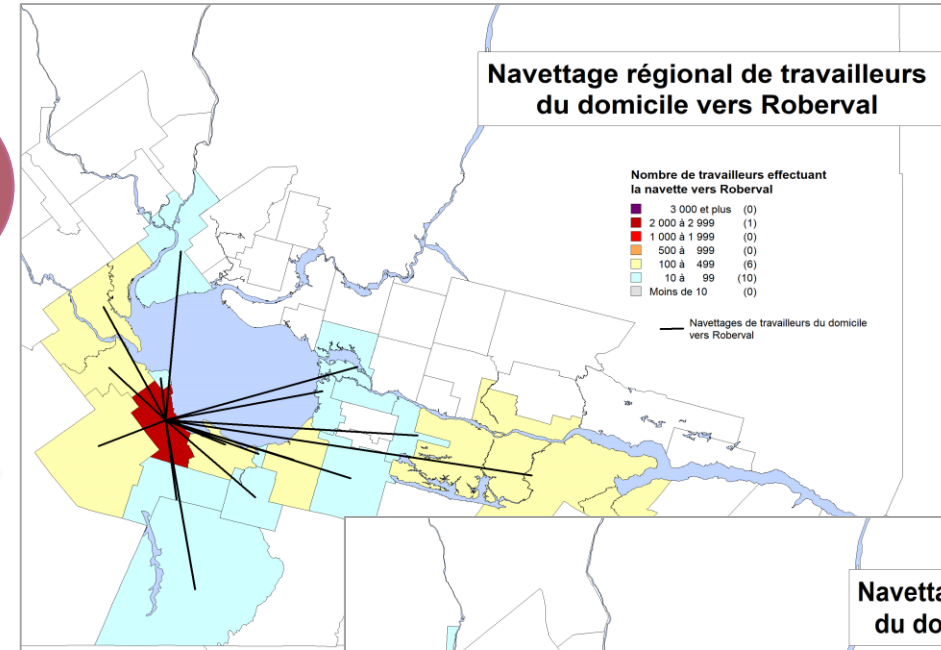 Navettage régional de travailleurs
du domicile vers Roberval
Nombre de travailleurs effectuant
la navette vers Roberval
3 000 et plus (0)
2 000 à 2 999 (1)
1 000 à 1 999 (0)
500 à 999 (0)
100 à 499 (6)
10 à 99 (10)
Moins de 10 (0)
Navettages de travailleurs du domicile
vers Roberval
Navetta
du do